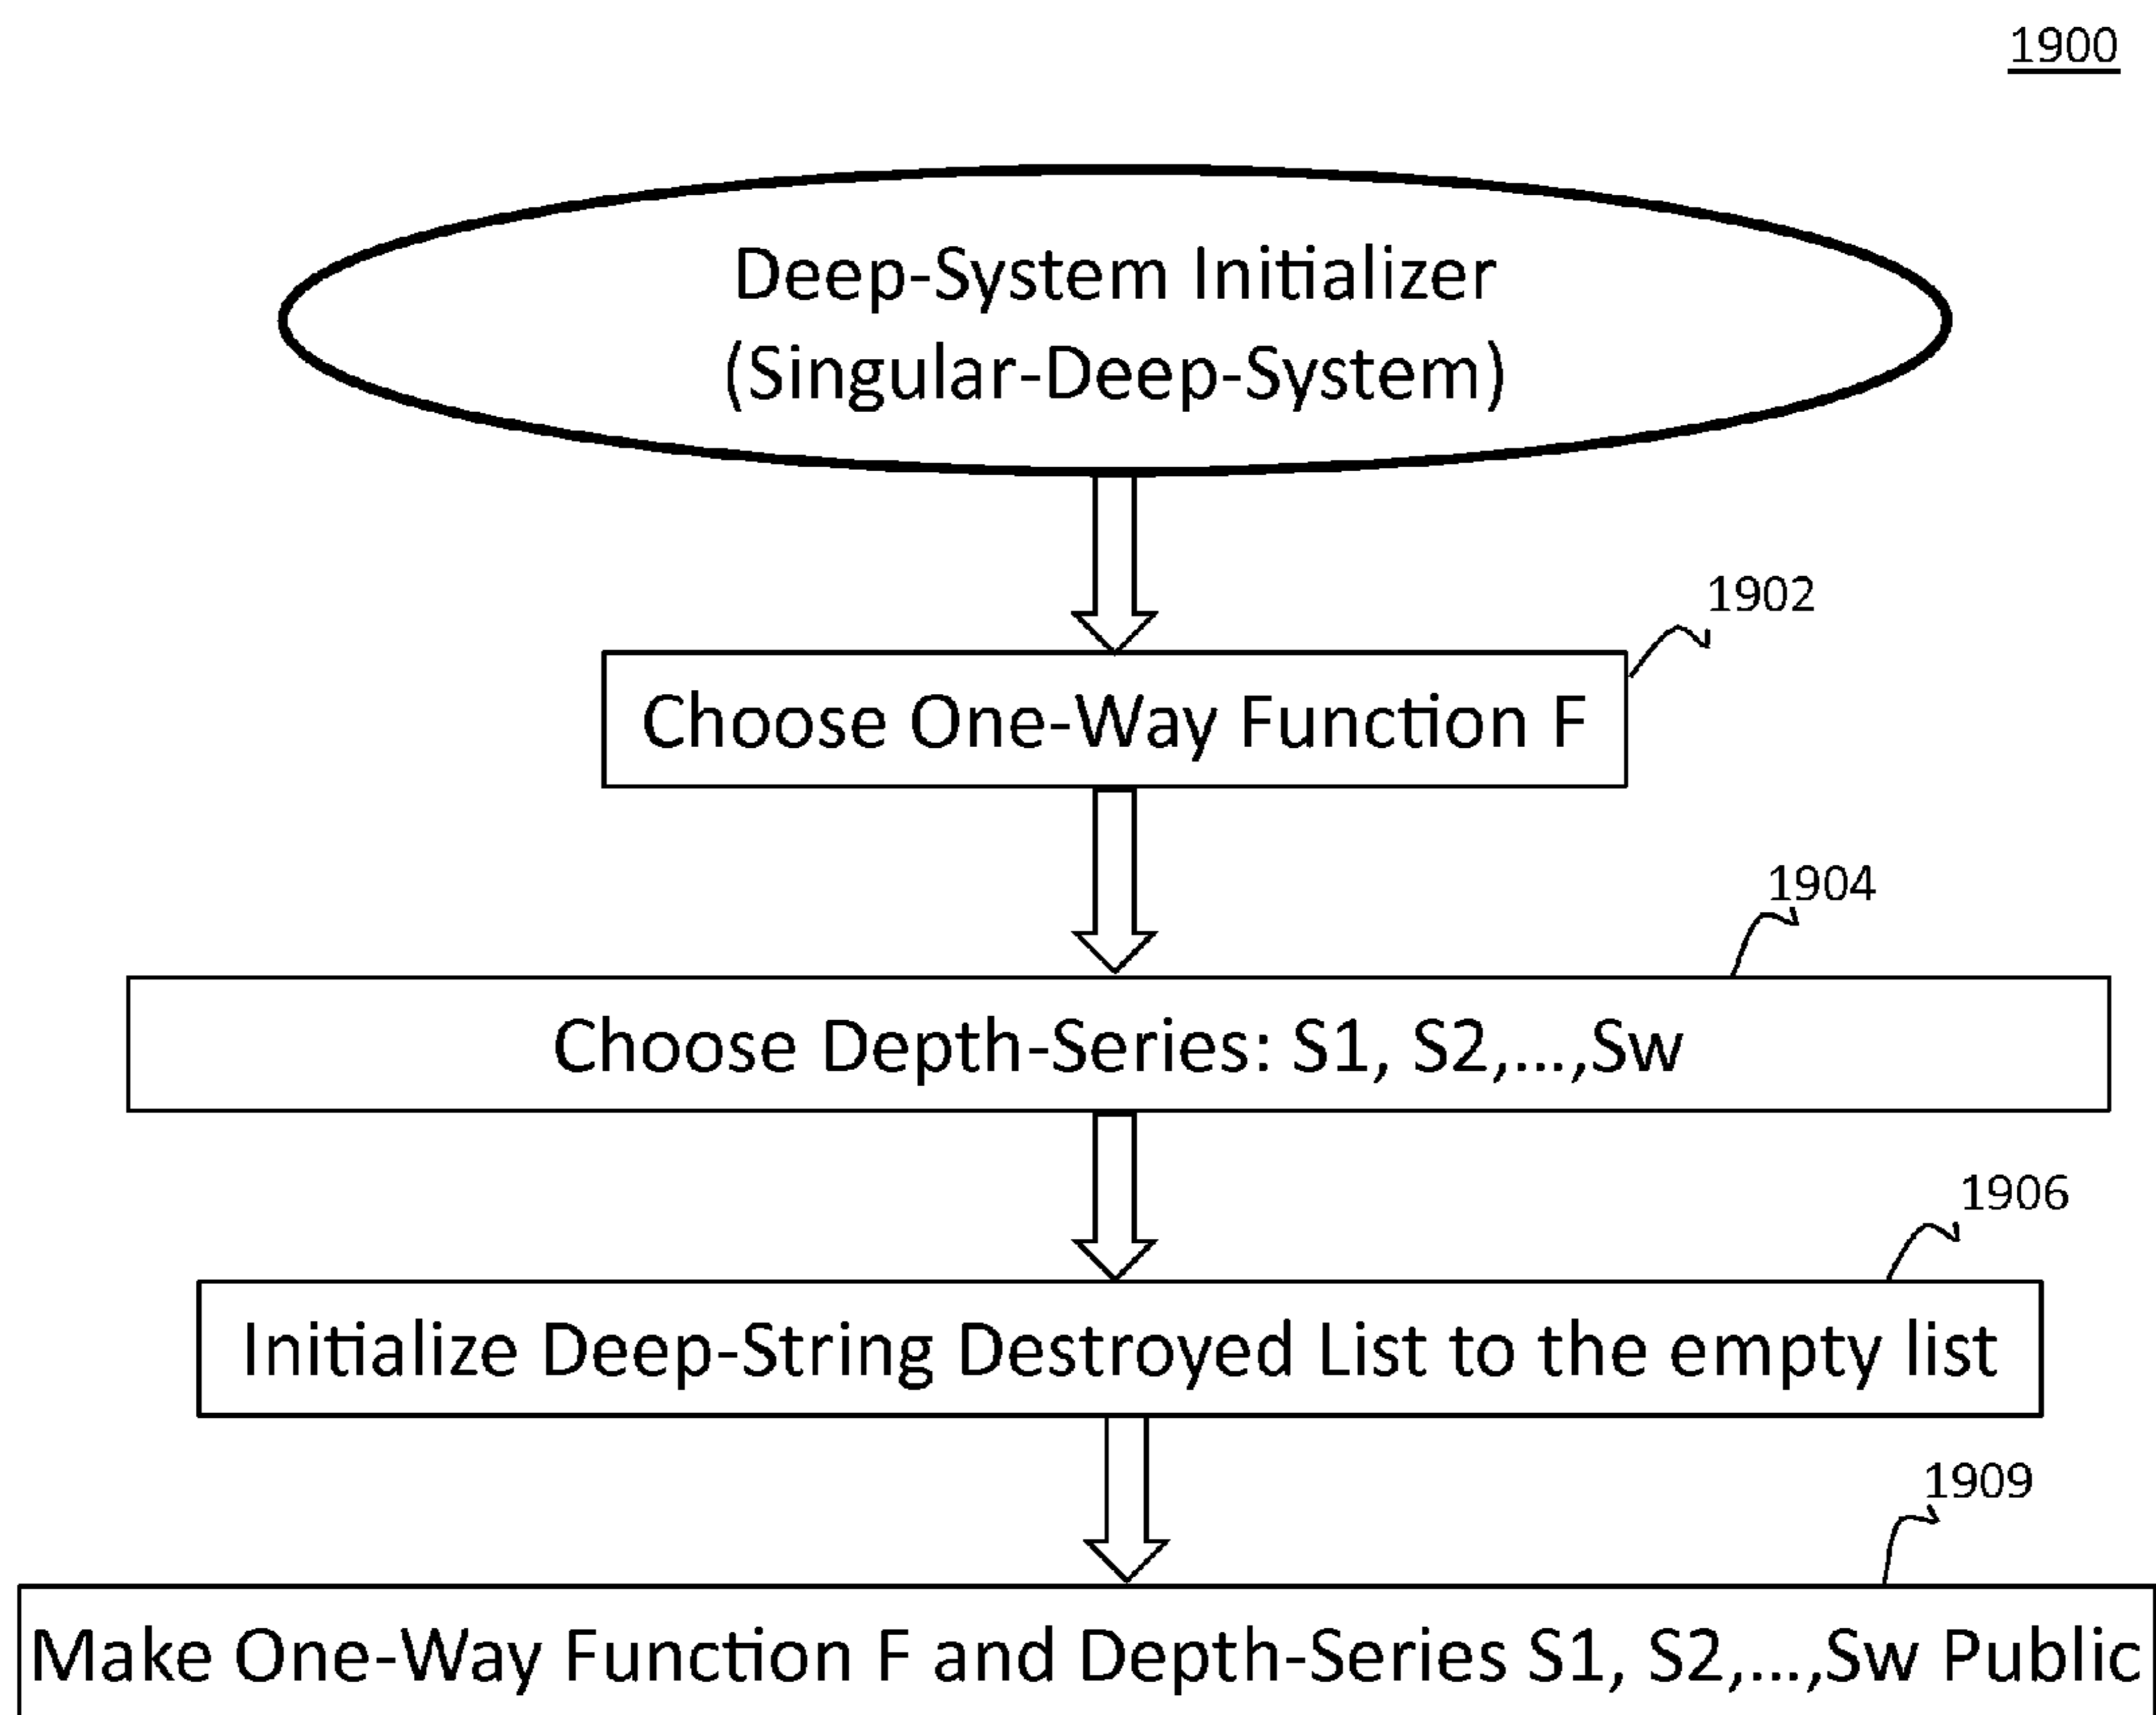 1900
Deep-System Initializer
(Singular-Deep-System)
1902
Choose One-Way Function F
1904
Choose Depth-Series: S1, S2,...,Sw
1906
Initialize Deep-String Destroyed List to the empty list
1909
Make One-Way Function F and Depth-Series S1, S2,...,Sw Public